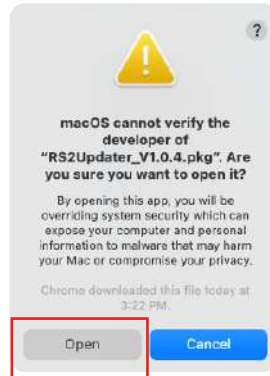 ?
macOS cannot verify the
developer of
“RS2Updater_V1.0.4.pkg”. Are
you sure you want to open it?
By opening this app, you will be
overriding system security which can
expose your computer and personal
information to malware that may harm
your Mac or compromise your privacy.
Chrome downloaded this file today at
3:22 PM.
Open Cancel